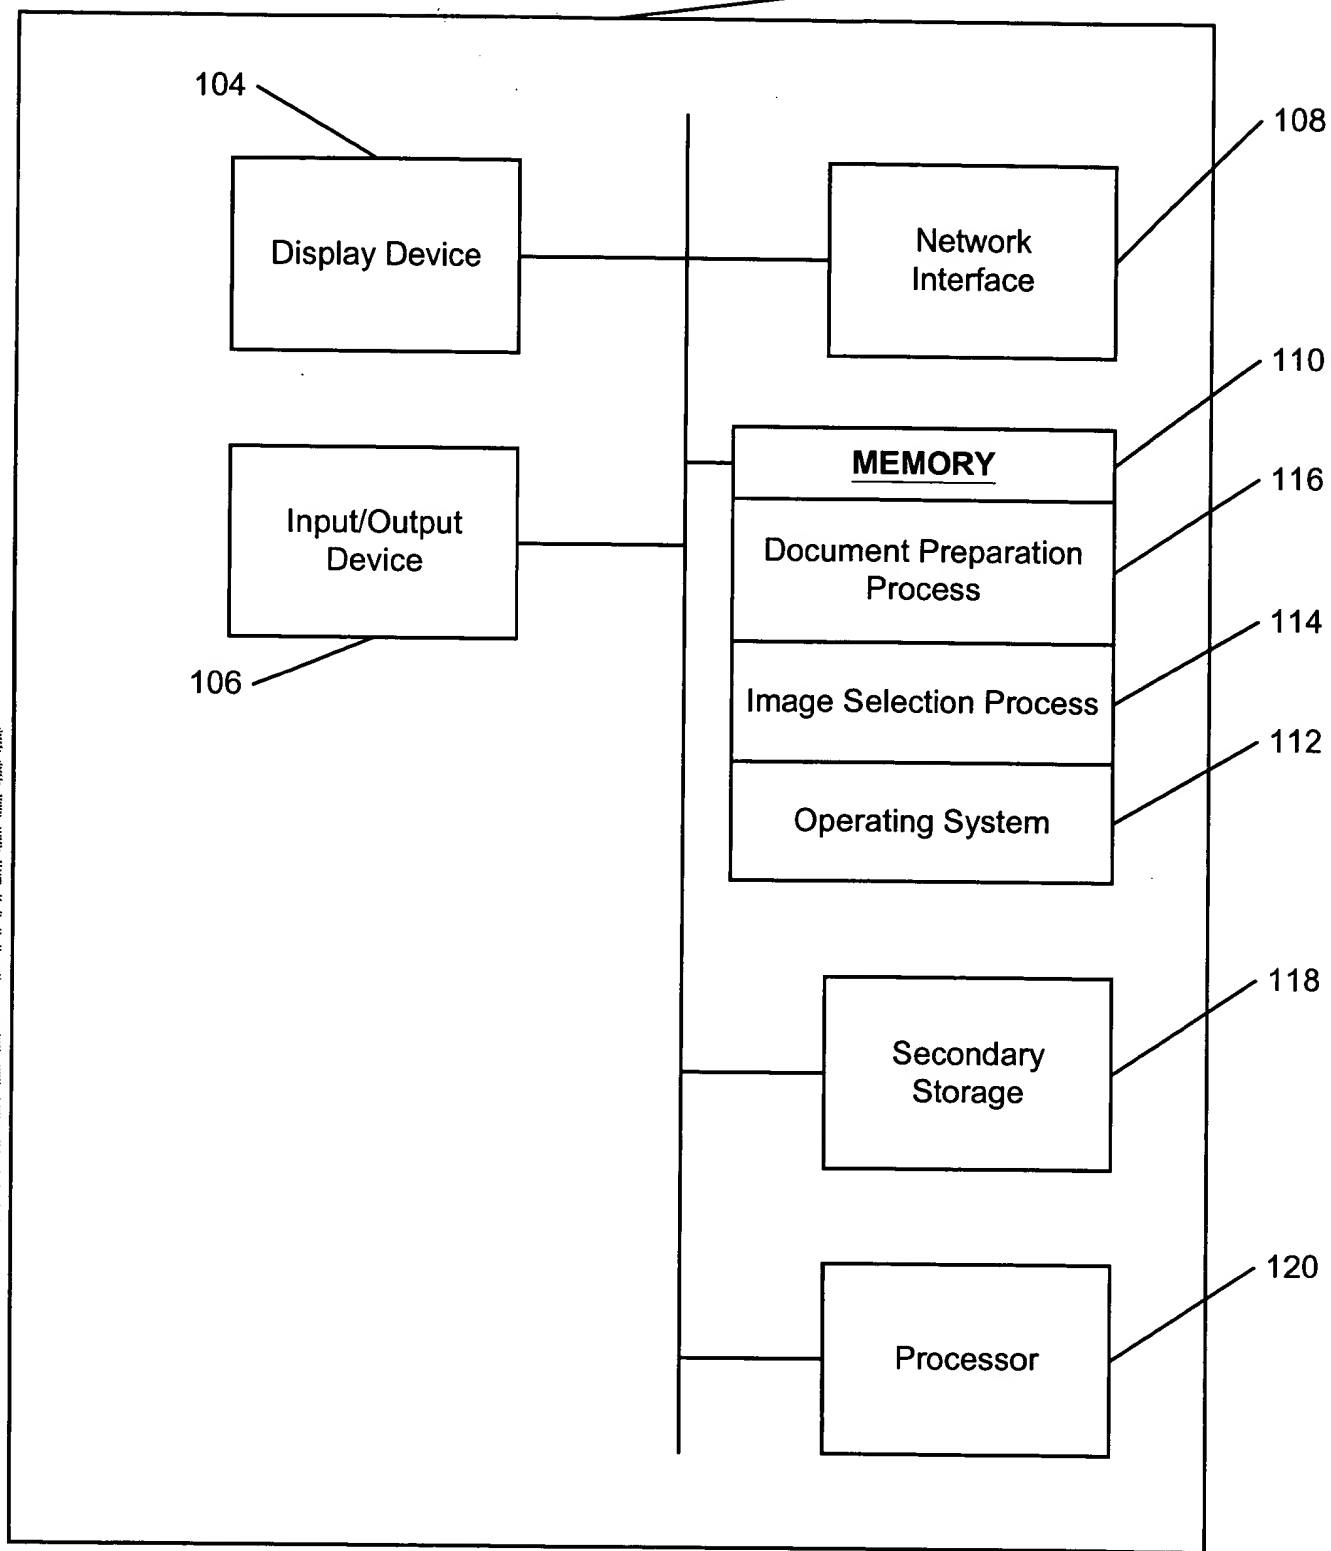 104
108
Display Device
Network
Interface
110
MEMORY
116
Input/Output
Device
Document Preparation
Process
114
106
Image Selection Process
112
Operating System
118
Secondary
Storage
120
Processor